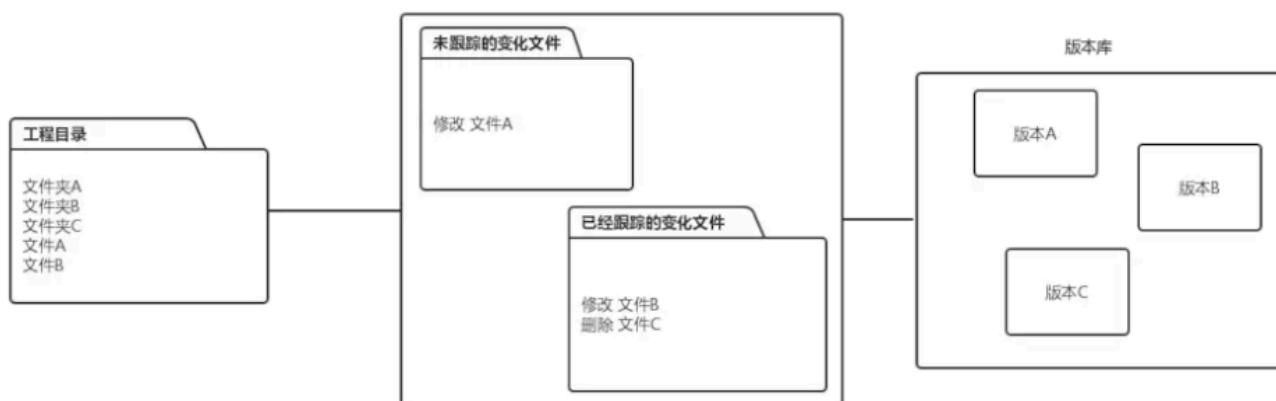 工程目录
文件夹A
文件夹B
文件夹C
文件A
文件B
未跟踪的变化文件
修改 文件A
已经跟踪的变化文件
修改 文件B
删除 文件C
版本库
版本A
版本B
版本C